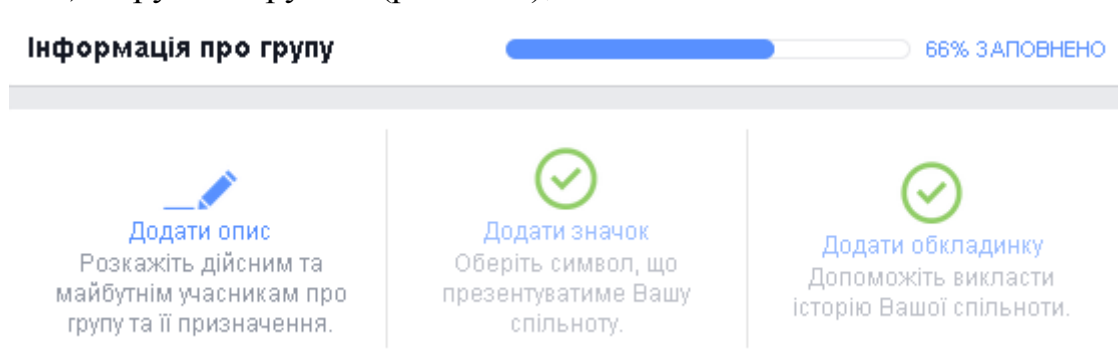 Інформація про групу
66% ЗАПОВНЕНО
Додати опис
Розкажіть дійсним та
майбутнім учасникам про
групу та її призначення.
Додати значок
Оберіть символ, що
презентуватиме Вашу
спільноту.
Додати обкладинку
Допоможіть викласти
історію Вашої спільноти.